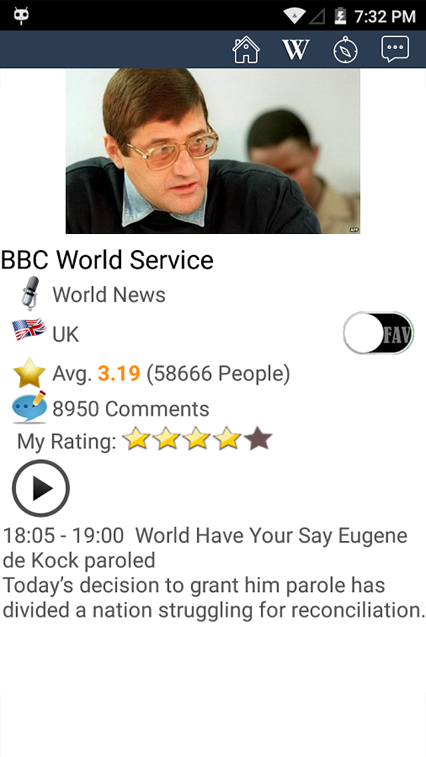 7:32 PM
W
AFP
BBC World Service
World News
UK
FAV
Avg. 3.19 (58666 People)
8950 Comments
My Rating:
18:05 - 19:00 World Have Your Say Eugene
de Kock paroled
Today’s decision to grant him parole has
divided a nation struggling for reconciliation.